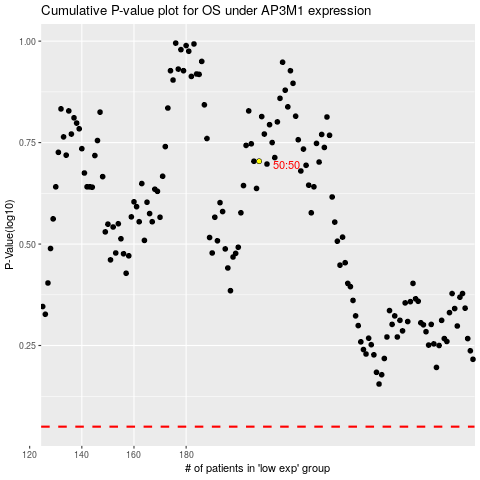 Cumulative P-value plot for OS under AP3M1 expression
1.00
0.75
0.50
0.25
P-Value(log10)
50:50
120 140 160 180
# of patients in 'low exp' group